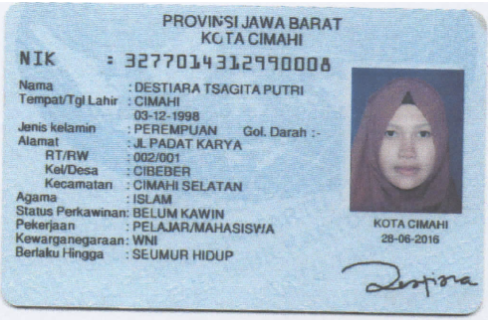 PROVINSI JAWA BARAT
KOTA CIMAHI
NIK : 3277014312990008
Nama : DESTIARA TSAGITA PUTRI
Tempat/Tgl Lahir : CIMAHI
03-12-1998
Jenis kelamin : PEREMPUAN Gol. Darah :-
Alamat : JL PADAT KARYA
RT/RW : 002/001
Kel/Desa : CIBEBER
Kecamatan : CIMAHI SELATAN
Agama : ISLAM
Status Perkawinan: BELUM KAWIN
Pekerjaan : PELAJAR/MAHASISWA
Kewarganegaraan: WNI
Berlaku Hingga : SEUMUR HIDUP
KOTA CIMAHI
28-06-2016
Destiara